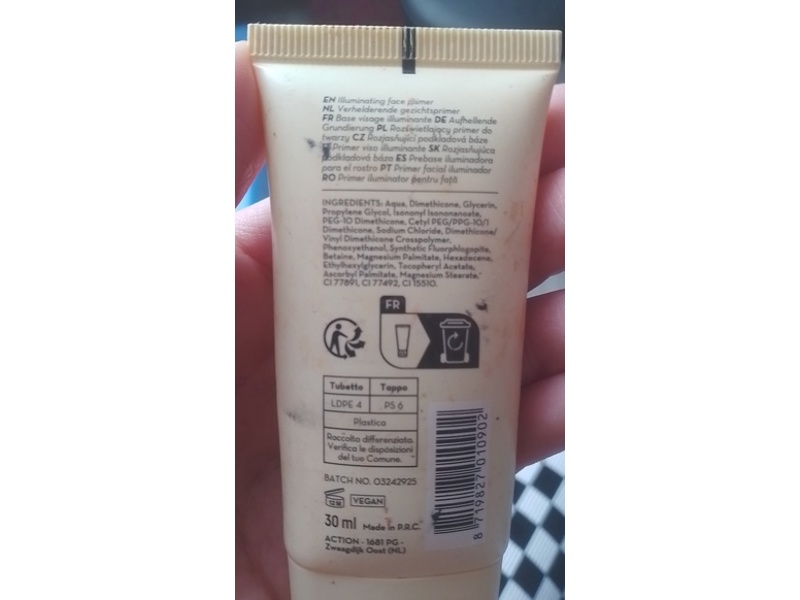 EN Illuminating face primer
NL Verhelderende gezichtsprimer
FR Base visage illuminante DE Aufhellende
Grundierung PL Rozświetlający primer do
twarzy CZ Rozjasňující podkladová báze
Primer viso illuminante SK Rozjasňujúca
podkladová báza ES Prebase iluminadora
para el rostro PT Primer facial iluminador
RO Primer iluminator pentru față
INGREDIENTS: Aqua, Dimethicone, Glycerin,
Propylene Glycol, Isononyl Isononanoate,
PEG-10 Dimethicone, Cetyl PEG/PPG-10/1
Dimethicone, Sodium Chloride, Dimethicone/
Vinyl Dimethicone Crosspolymer,
Phenoxyethanol, Synthetic Fluorphlogopite,
Betaine, Magnesium Palmitate, Hexadecene,
Ethylhexylglycerin, Tocopheryl Acetate,
Ascorbyl Palmitate, Magnesium Stearate,
CI 77891, CI 77492, CI 15510.
FR
Tubetto Tappo
LDPE 4 PS 6
Plastica
Raccolta differenziata.
Verifica le disposizioni
del tuo Comune.
BATCH NO. 03242925
12 M VEGAN
30 ml Made in P.R.C.
ACTION - 1681 PG -
Zwaagdijk Oost (NL)
8 719827 010902